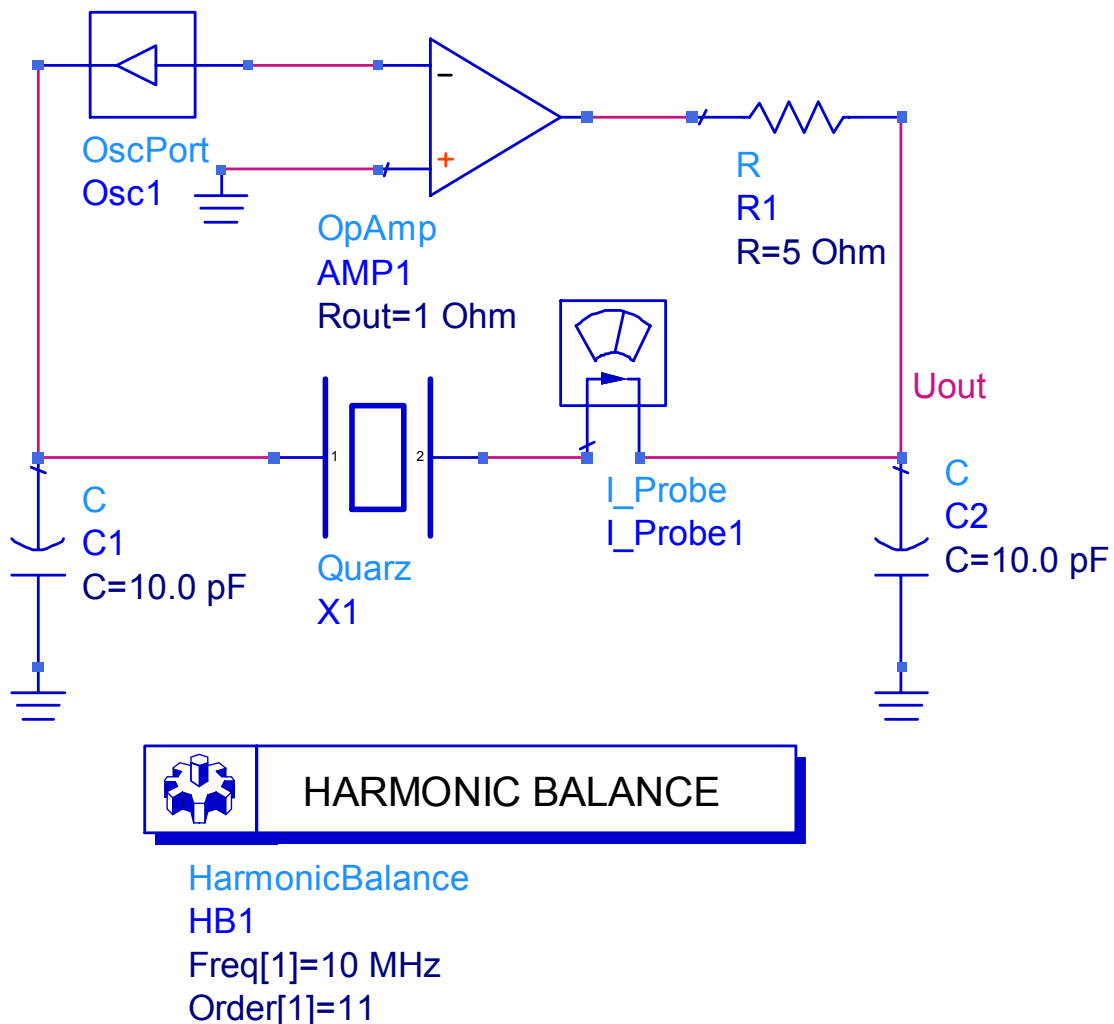 −
+
OscPort
Osc1
OpAmp
AMP1
Rout=1 Ohm
R
R1
R=5 Ohm
Uout
1
2
C
C1
C=10.0 pF
Quarz
X1
I_Probe
I_Probe1
C
C2
C=10.0 pF
HARMONIC BALANCE
HarmonicBalance
HB1
Freq[1]=10 MHz
Order[1]=11